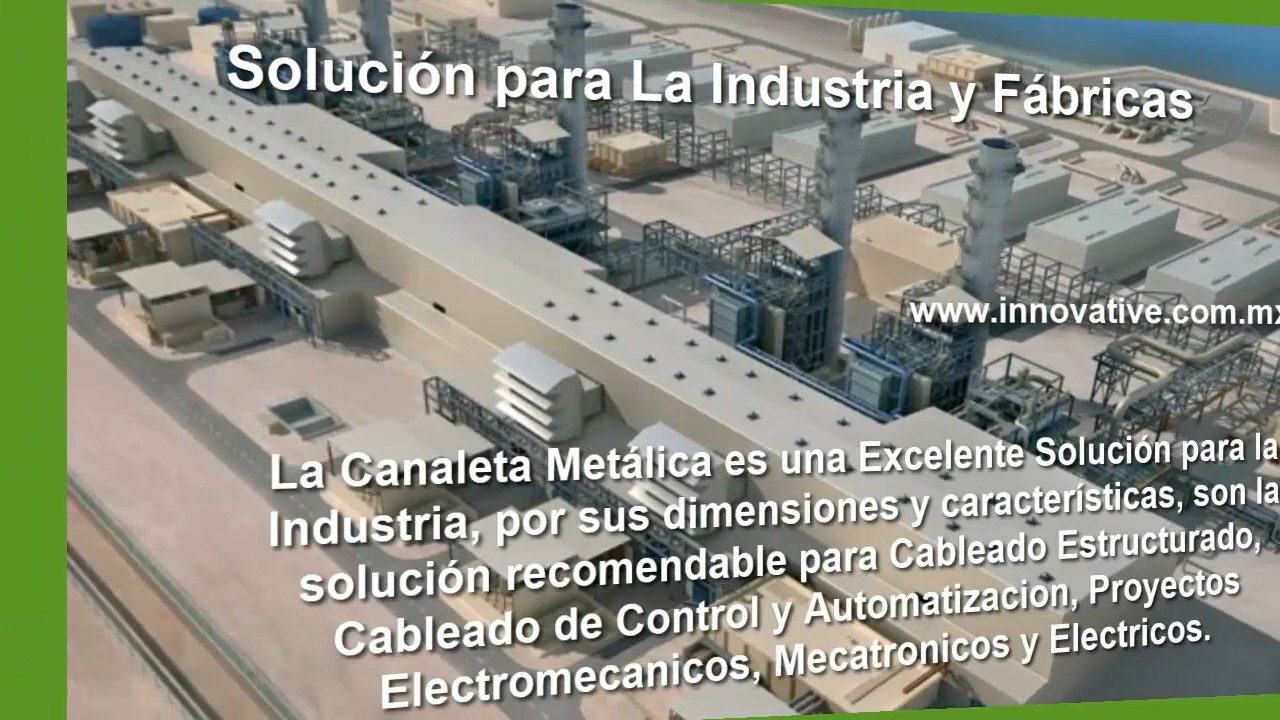 Solución para La Industria y Fábricas
www.innovative.com.mx
La Canaleta Metálica es una Excelente Solución para la
Industria, por sus dimensiones y características, son la
solución recomendable para Cableado Estructurado,
Cableado de Control y Automatizacion, Proyectos
Electromecanicos, Mecatronicos y Electricos.